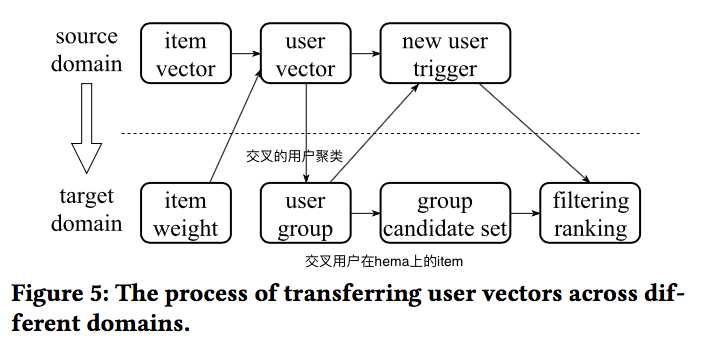 source
domain
item
vector
user
vector
new user
trigger
交叉的用户聚类
target
domain
item
weight
user
group
group
candidate set
filtering
ranking
交叉用户在hema上的item
Figure 5: The process of transferring user vectors across dif-
ferent domains.